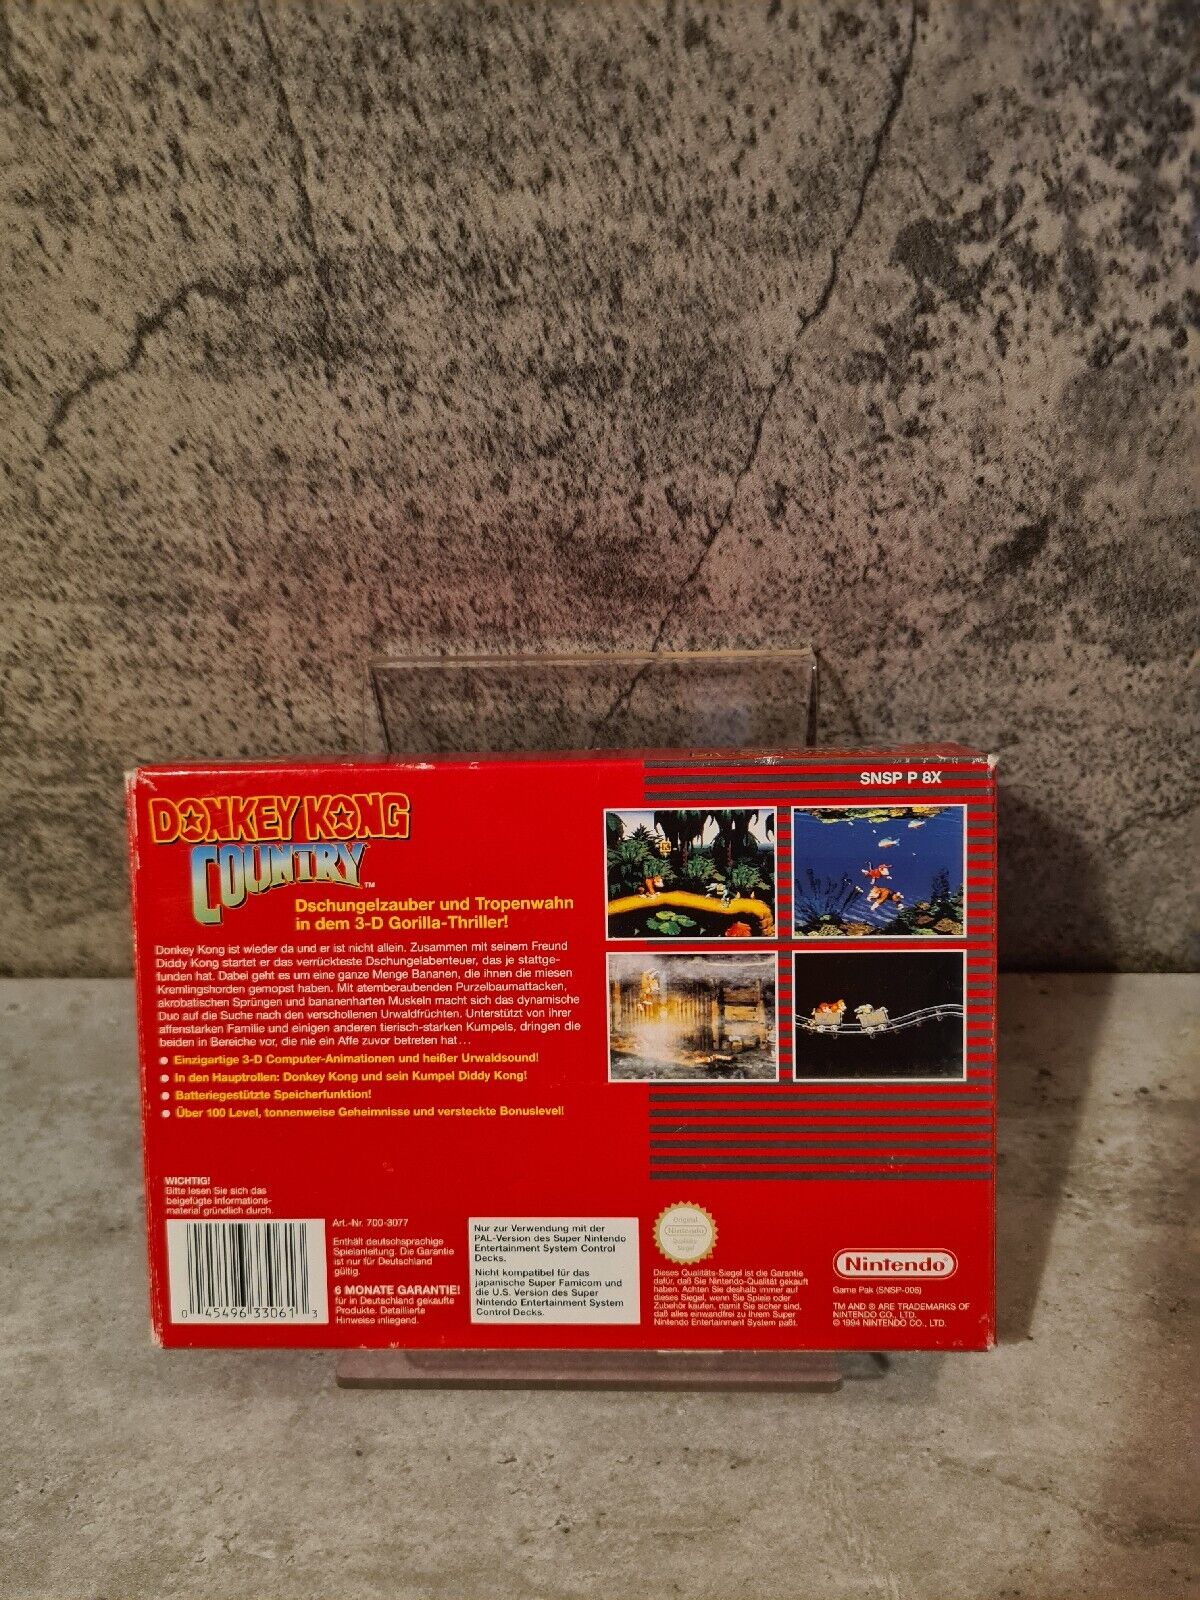 SNSP P 8X
DONKEY KONG
COUNTRY™
Dschungelzauber und Tropenwahn
in dem 3-D Gorilla-Thriller!
Donkey Kong ist wieder da und er ist nicht allein. Zusammen mit seinem Freund
Diddy Kong startet er das verrückteste Dschungelabenteuer, das je stattge-
funden hat. Dabei geht es um eine ganze Menge Bananen, die ihnen die miesen
Kremlingshorden gemopst haben. Mit atemberaubenden Purzelbaumattacken,
akrobatischen Sprüngen und bananenharten Muskeln macht sich das dynamische
Duo auf die Suche nach den verschollenen Urwaldfrüchten. Unterstützt von ihrer
affenstarken Familie und einigen anderen tierisch-starken Kumpels, dringen die
beiden in Bereiche vor, die nie ein Affe zuvor betreten hat...
● Einzigartige 3-D Computer-Animationen und heißer Urwaldsound!
● In den Hauptrollen: Donkey Kong und sein Kumpel Diddy Kong!
● Batteriegestützte Speicherfunktion!
● Über 100 Level, tonnenweise Geheimnisse und versteckte Bonuslevel!
WICHTIG!
Bitte lesen Sie sich das
beigefügte Informations-
material gründlich durch.
0 45496 33061 3
Art.-Nr. 700-3077
Enthält deutschsprachige
Spielanleitung. Die Garantie
ist nur für Deutschland
gültig.
6 MONATE GARANTIE!
für in Deutschland gekaufte
Produkte. Detaillierte
Hinweise inliegend.
Nur zur Verwendung mit der
PAL-Version des Super Nintendo
Entertainment System Control
Decks.
Nicht kompatibel für das
japanische Super Famicom und
die U.S. Version des Super
Nintendo Entertainment System
Control Decks.
Original
Nintendo
Qualitäts-
Siegel
Dieses Qualitäts-Siegel ist die Garantie
dafür, daß Sie Nintendo-Qualität gekauft
haben. Achten Sie deshalb immer auf
dieses Siegel, wenn Sie Spiele oder
Zubehör kaufen, damit Sie sicher sind,
daß alles einwandfrei zu Ihrem Super
Nintendo Entertainment System paßt.
Nintendo®
Game Pak (SNSP-006)
TM AND ® ARE TRADEMARKS OF
NINTENDO CO., LTD.
© 1994 NINTENDO CO., LTD.